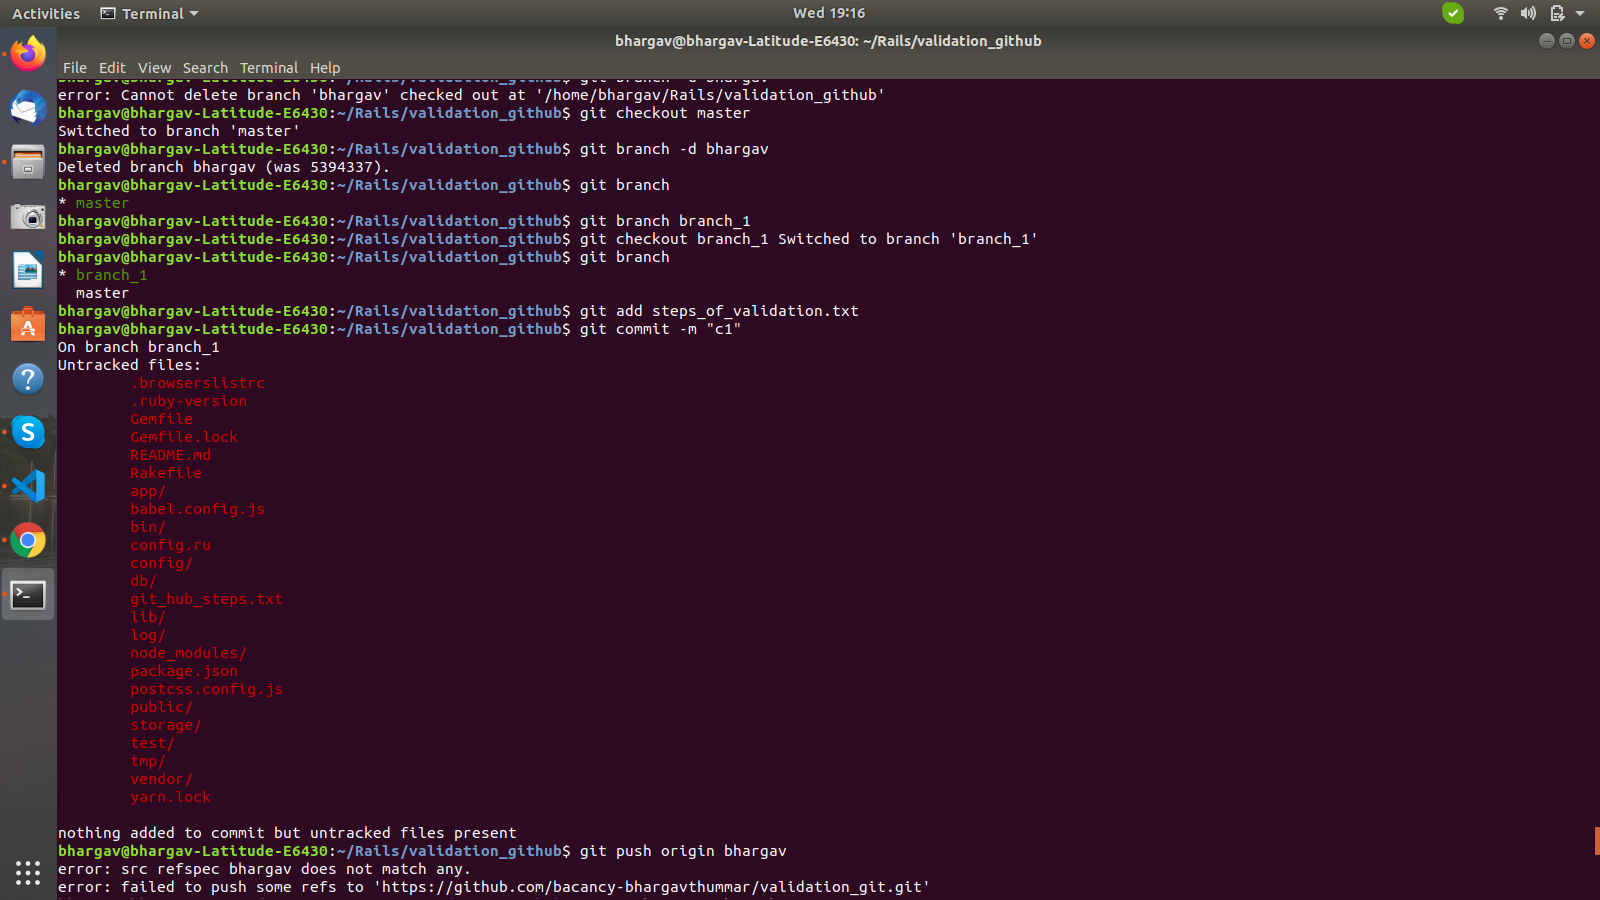 Activities Terminal Wed 19:16
bhargav@bhargav-Latitude-E6430: ~/Rails/validation_github
File Edit View Search Terminal Help
bhargav@bhargav-Latitude-E6430:~/Rails/validation_github$ git branch -d bhargav
error: Cannot delete branch 'bhargav' checked out at '/home/bhargav/Rails/validation_github'
bhargav@bhargav-Latitude-E6430:~/Rails/validation_github$ git checkout master
Switched to branch 'master'
bhargav@bhargav-Latitude-E6430:~/Rails/validation_github$ git branch -d bhargav
Deleted branch bhargav (was 5394337).
bhargav@bhargav-Latitude-E6430:~/Rails/validation_github$ git branch
* master
bhargav@bhargav-Latitude-E6430:~/Rails/validation_github$ git branch branch_1
bhargav@bhargav-Latitude-E6430:~/Rails/validation_github$ git checkout branch_1 Switched to branch 'branch_1'
bhargav@bhargav-Latitude-E6430:~/Rails/validation_github$ git branch
* branch_1
master
bhargav@bhargav-Latitude-E6430:~/Rails/validation_github$ git add steps_of_validation.txt
bhargav@bhargav-Latitude-E6430:~/Rails/validation_github$ git commit -m "c1"
On branch branch_1
Untracked files:
.browserslistrc
.ruby-version
Gemfile
Gemfile.lock
README.md
Rakefile
app/
babel.config.js
bin/
config.ru
config/
db/
git_hub_steps.txt
lib/
log/
node_modules/
package.json
postcss.config.js
public/
storage/
test/
tmp/
vendor/
yarn.lock
nothing added to commit but untracked files present
bhargav@bhargav-Latitude-E6430:~/Rails/validation_github$ git push origin bhargav
error: src refspec bhargav does not match any.
error: failed to push some refs to 'https://github.com/bacancy-bhargavthummar/validation_git.git'